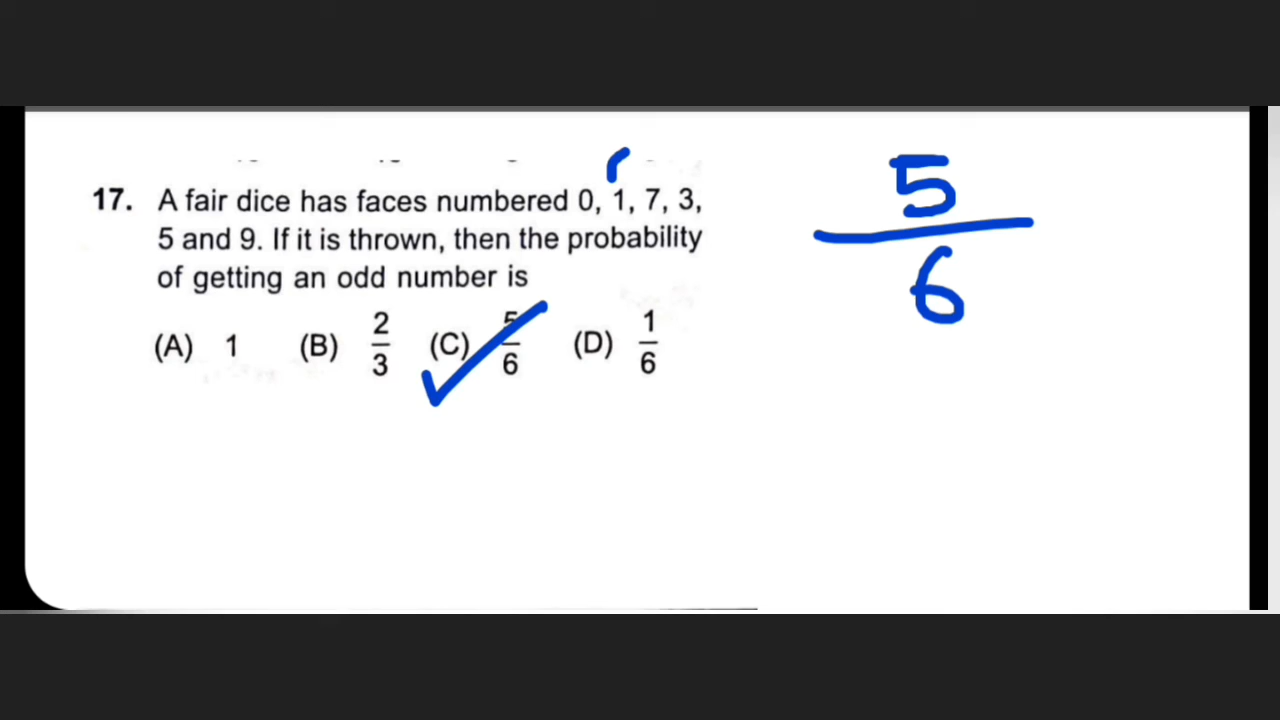 17. A fair dice has faces numbered 0, 1, 7, 3,
5 and 9. If it is thrown, then the probability
of getting an odd number is
(A) 1 (B) 2/3 (C) 5/6 (D) 1/6
5
6